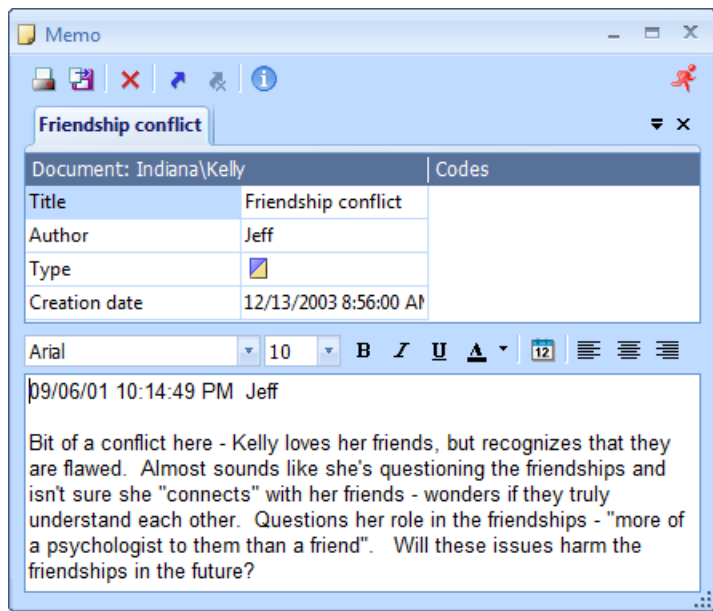 Memo
Friendship conflict
Document: Indiana\Kelly Codes
Title Friendship conflict
Author Jeff
Type
Creation date 12/13/2003 8:56:00 AM
Arial 10 B I U A 12
09/06/01 10:14:49 PM  Jeff
Bit of a conflict here - Kelly loves her friends, but recognizes that they
are flawed.  Almost sounds like she's questioning the friendships and
isn't sure she "connects" with her friends - wonders if they truly
understand each other.  Questions her role in the friendships - "more of
a psychologist to them than a friend".   Will these issues harm the
friendships in the future?